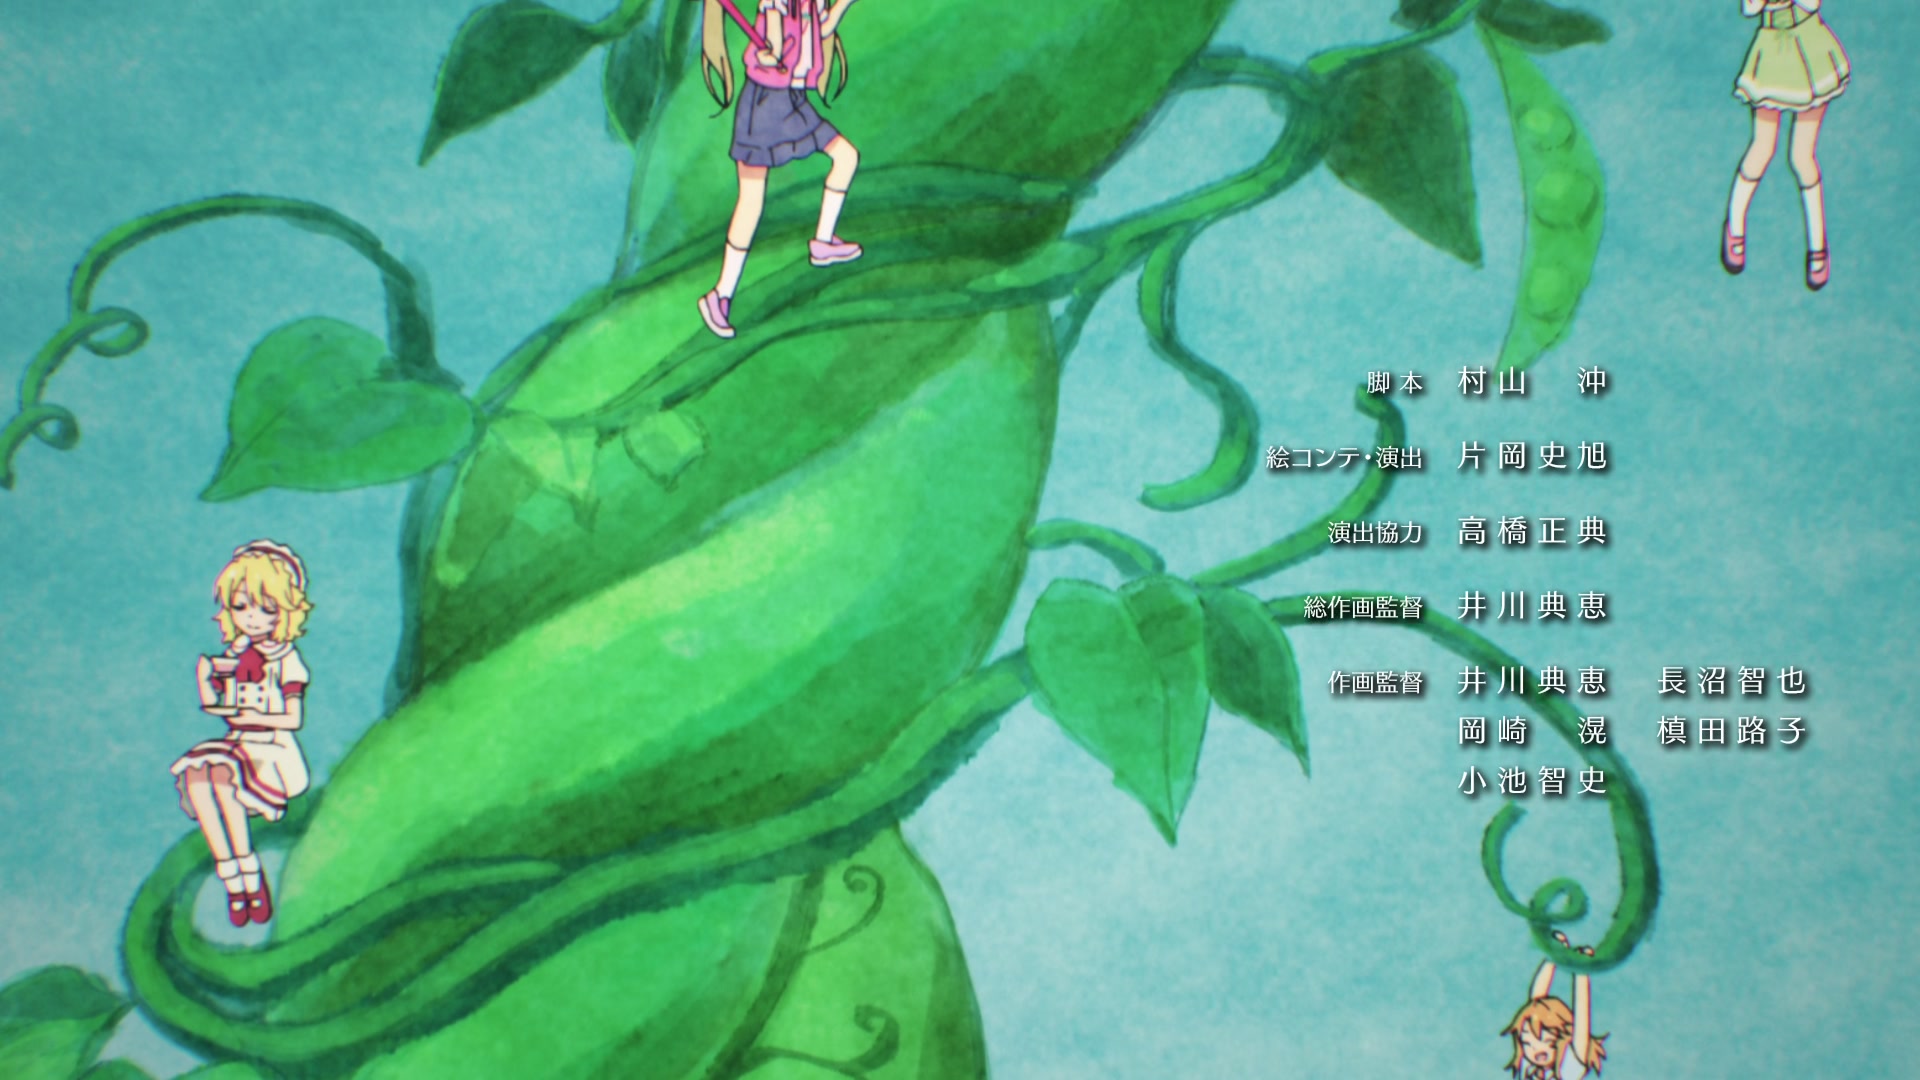 脚本 村山 沖
絵コンテ・演出 片岡史旭
演出協力 高橋正典
総作画監督 井川典恵
作画監督 井川典恵 長沼智也
岡崎 滉 槙田路子
小池智史